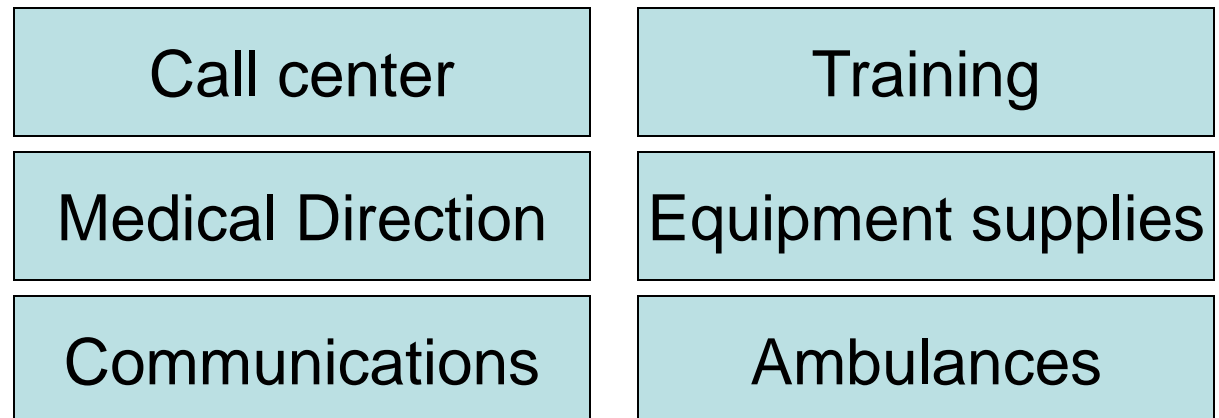 Call center
Training
Medical Direction
Equipment supplies
Communications
Ambulances